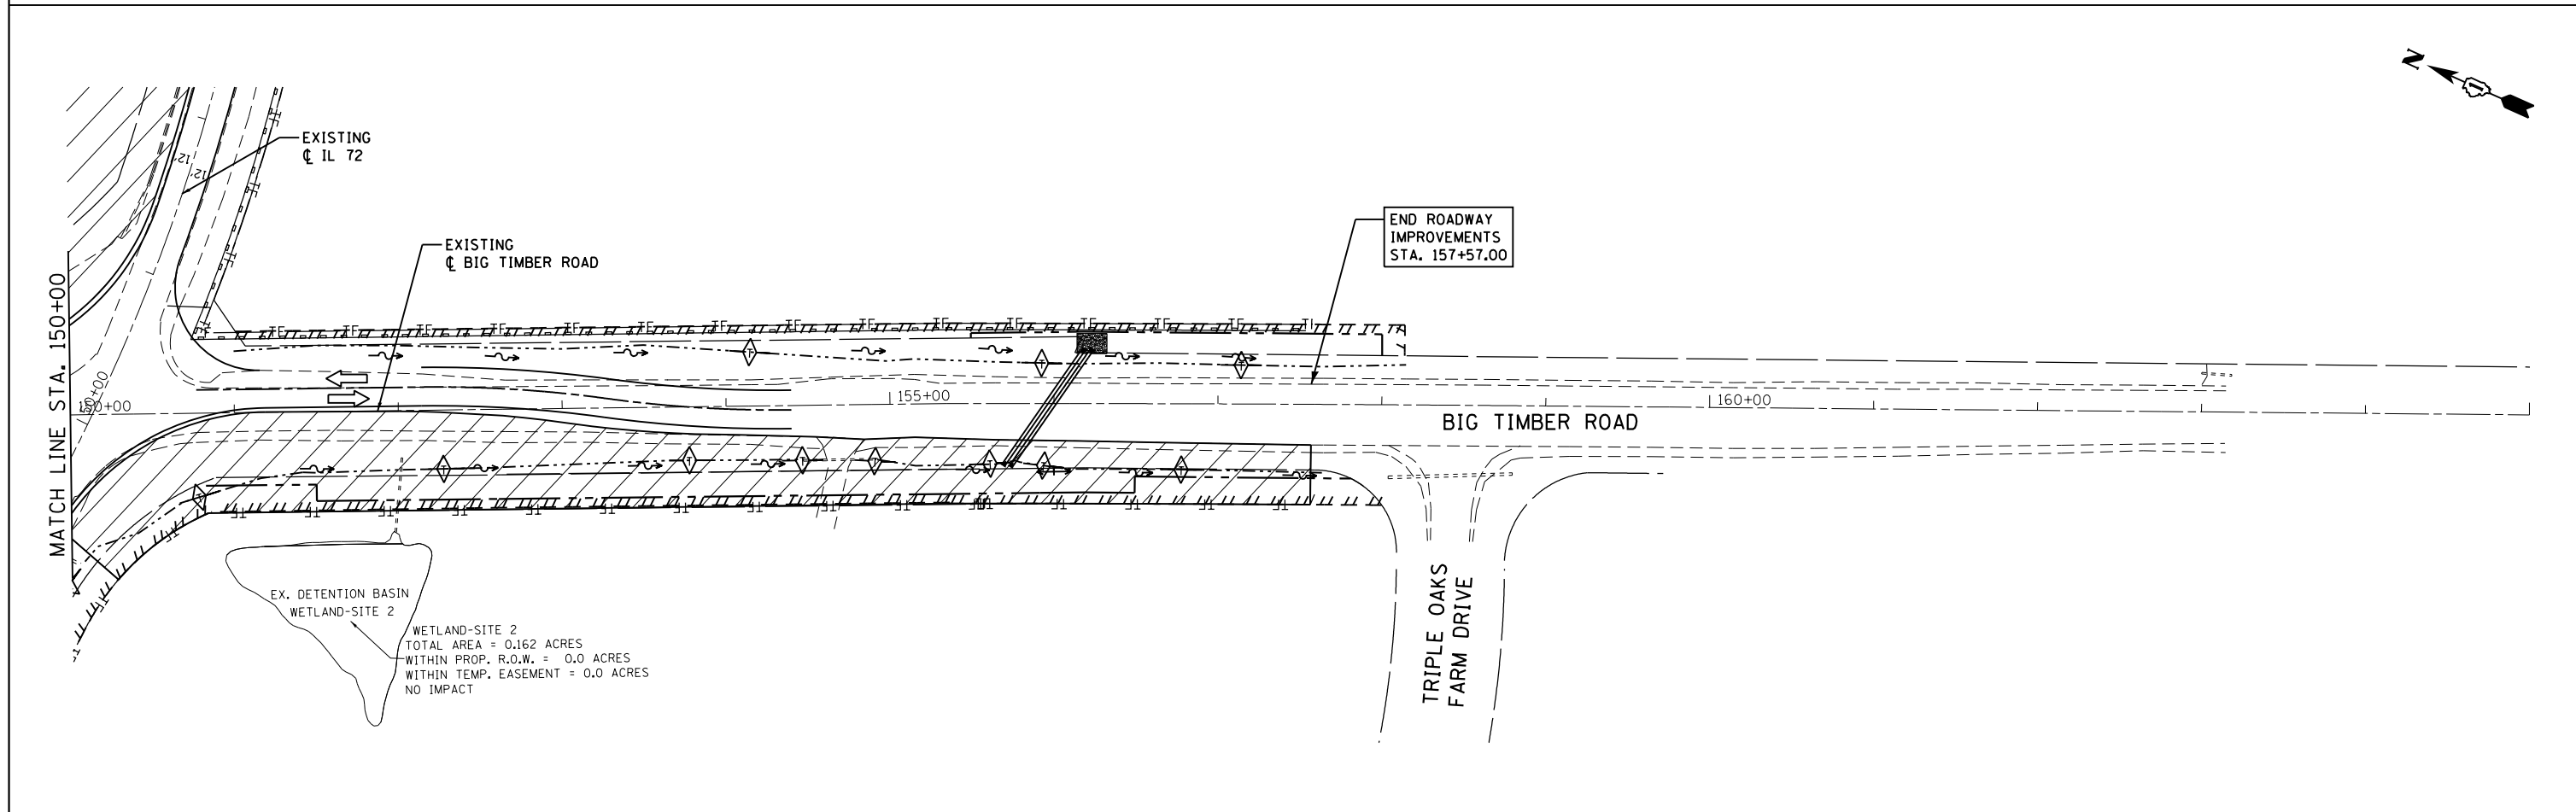 N
EXISTING
℄ IL 72
12'
12'
EXISTING
℄ BIG TIMBER ROAD
END ROADWAY
IMPROVEMENTS
STA. 157+57.00
MATCH LINE STA. 150+00
150+00
155+00
160+00
BIG TIMBER ROAD
EX. DETENTION BASIN
WETLAND-SITE 2
WETLAND-SITE 2
TOTAL AREA = 0.162 ACRES
WITHIN PROP. R.O.W. = 0.0 ACRES
WITHIN TEMP. EASEMENT = 0.0 ACRES
NO IMPACT
TRIPLE OAKS
FARM DRIVE